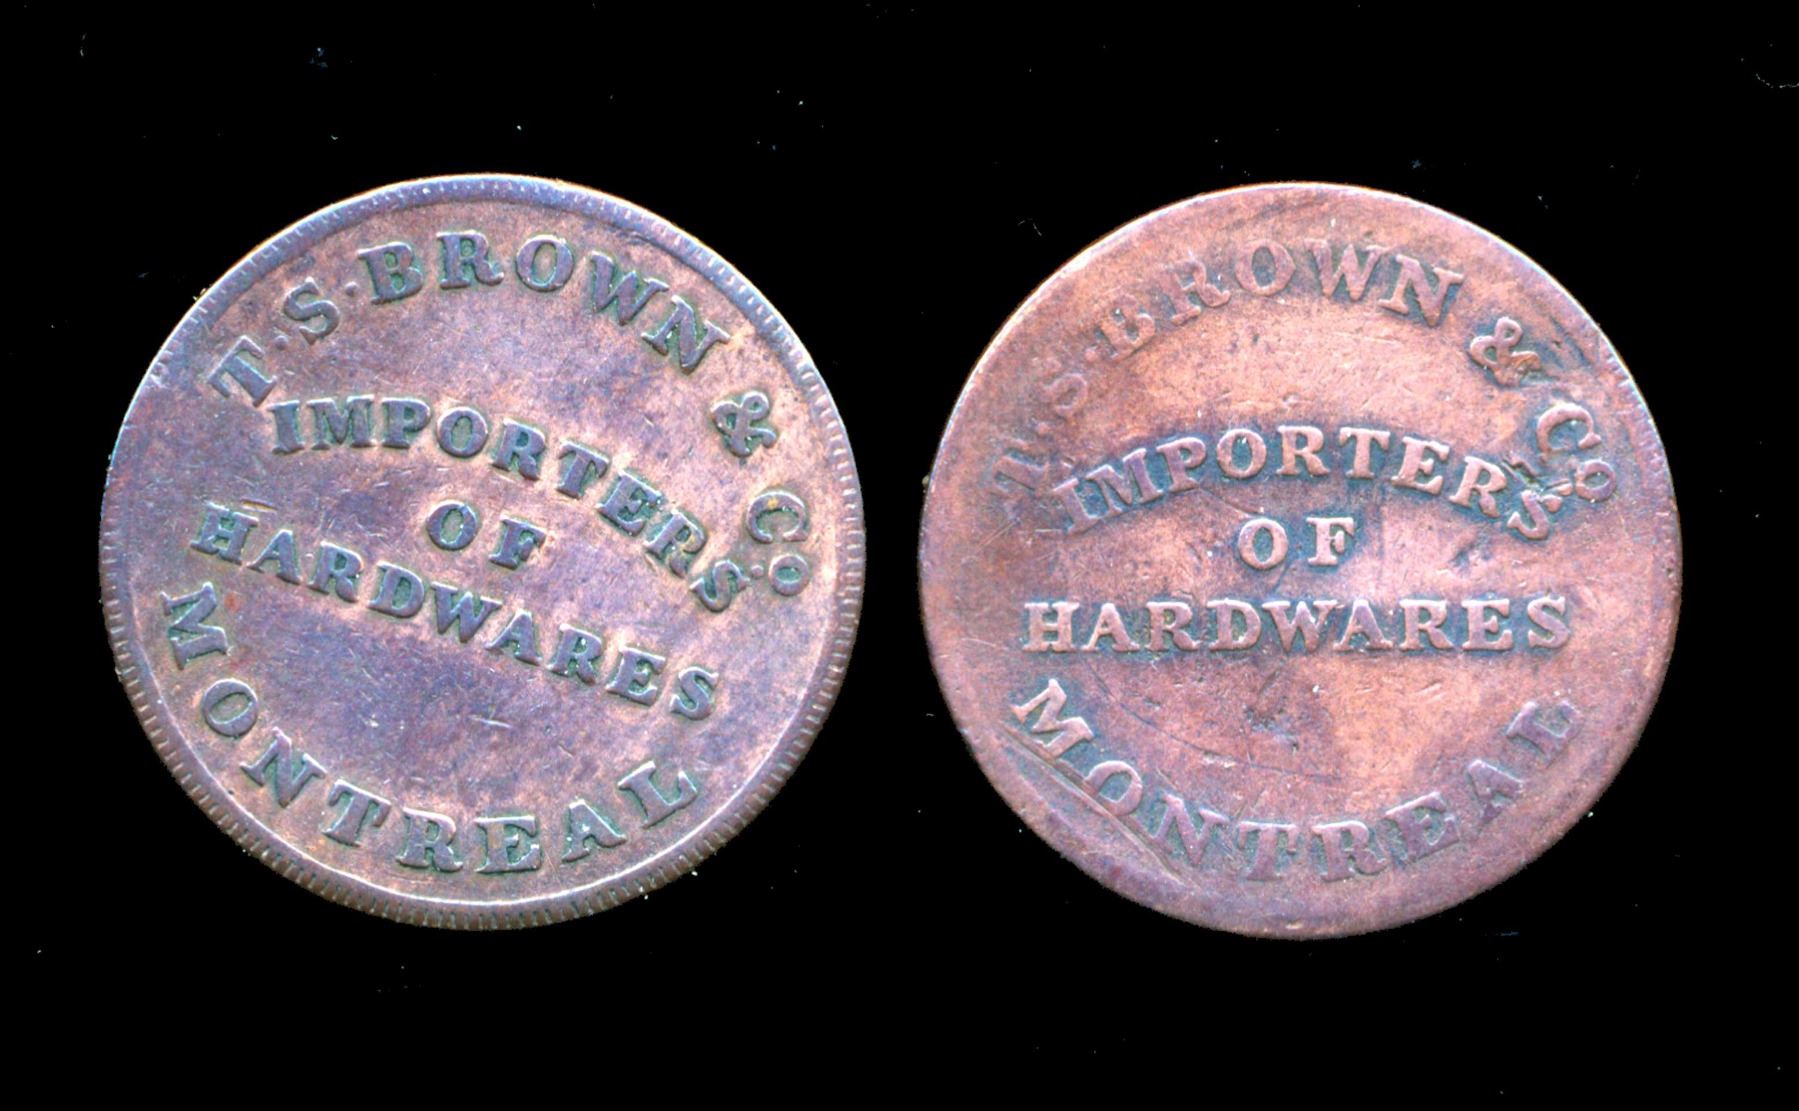 T·S·BROWN & Cº
IMPORTERS
OF
HARDWARES
MONTREAL
T·S·BROWN & Cº
IMPORTERS
OF
HARDWARES
MONTREAL